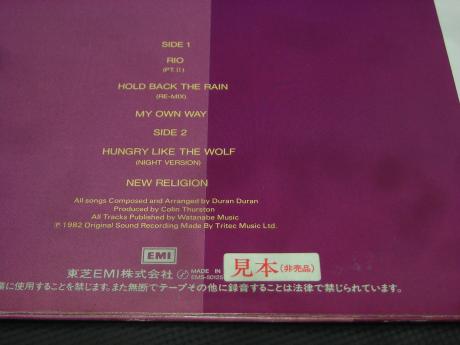 SIDE 1
RIO
(PT.II)
HOLD BACK THE RAIN
(RE-MIX)
MY OWN WAY
SIDE 2
HUNGRY LIKE THE WOLF
(NIGHT VERSION)
NEW RELIGION
All songs Composed and Arranged by Duran Duran
Produced by Colin Thurston
All Tracks Published by Watanabe Music
Ⓟ 1982 Original Sound Recording Made By Tritec Music Ltd.
EMI
東芝EMI株式会社 MADE IN
EMS-5012
見本(非売品)
に使用することを禁じます。また無断でテープその他に録音することは法律で禁じられています。